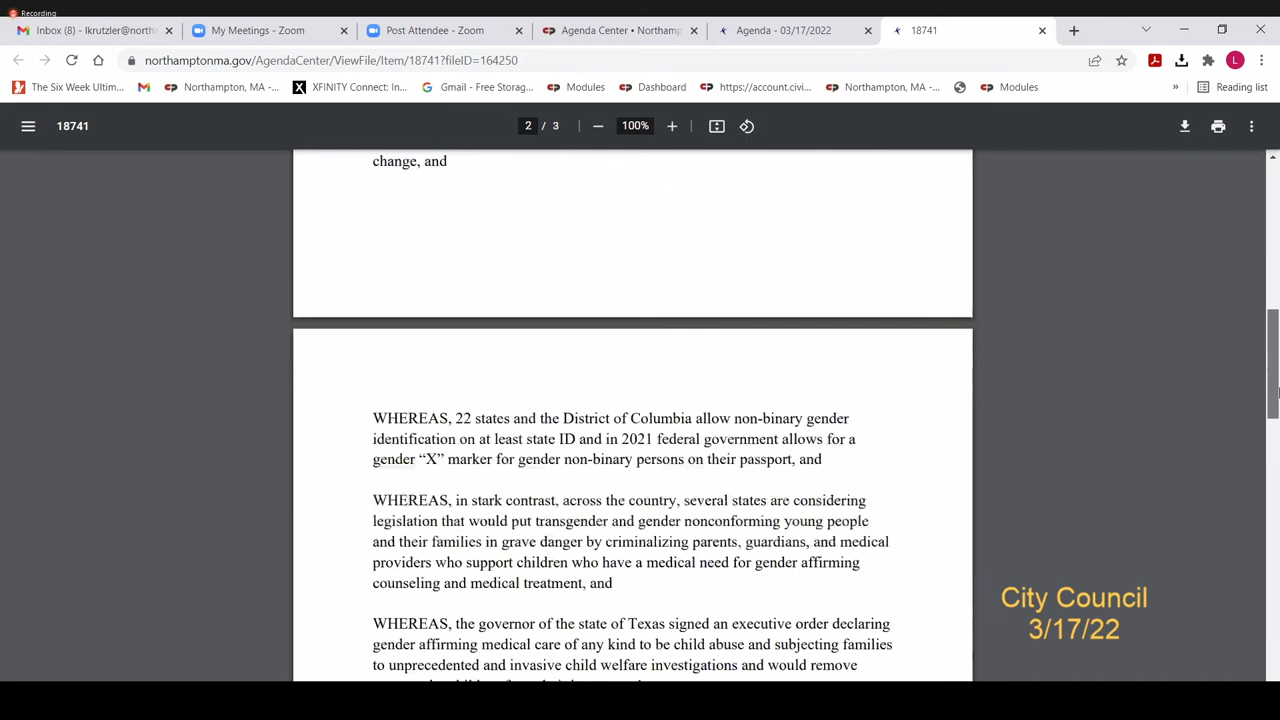 Recording
Inbox (0) - lkrutzler@north
My Meetings - Zoom
Post Attendee - Zoom
Agenda Center • Northamp
Agenda - 03/17/2022
18741
northamptonma.gov/AgendaCenter/ViewFile/Item/18741?fileID=164250
The Six Week Ultim...
Northampton, MA -...
XFINITY Connect: In...
Gmail - Free Storag...
Modules
Dashboard
https://account.civi...
Northampton, MA -...
Modules
»
Reading list
18741
2 / 3
100%
change, and
WHEREAS, 22 states and the District of Columbia allow non-binary gender
identification on at least state ID and in 2021 federal government allows for a
gender “X” marker for gender non-binary persons on their passport, and
WHEREAS, in stark contrast, across the country, several states are considering
legislation that would put transgender and gender nonconforming young people
and their families in grave danger by criminalizing parents, guardians, and medical
providers who support children who have a medical need for gender affirming
counseling and medical treatment, and
WHEREAS, the governor of the state of Texas signed an executive order declaring
gender affirming medical care of any kind to be child abuse and subjecting families
to unprecedented and invasive child welfare investigations and would remove
City Council
3/17/22